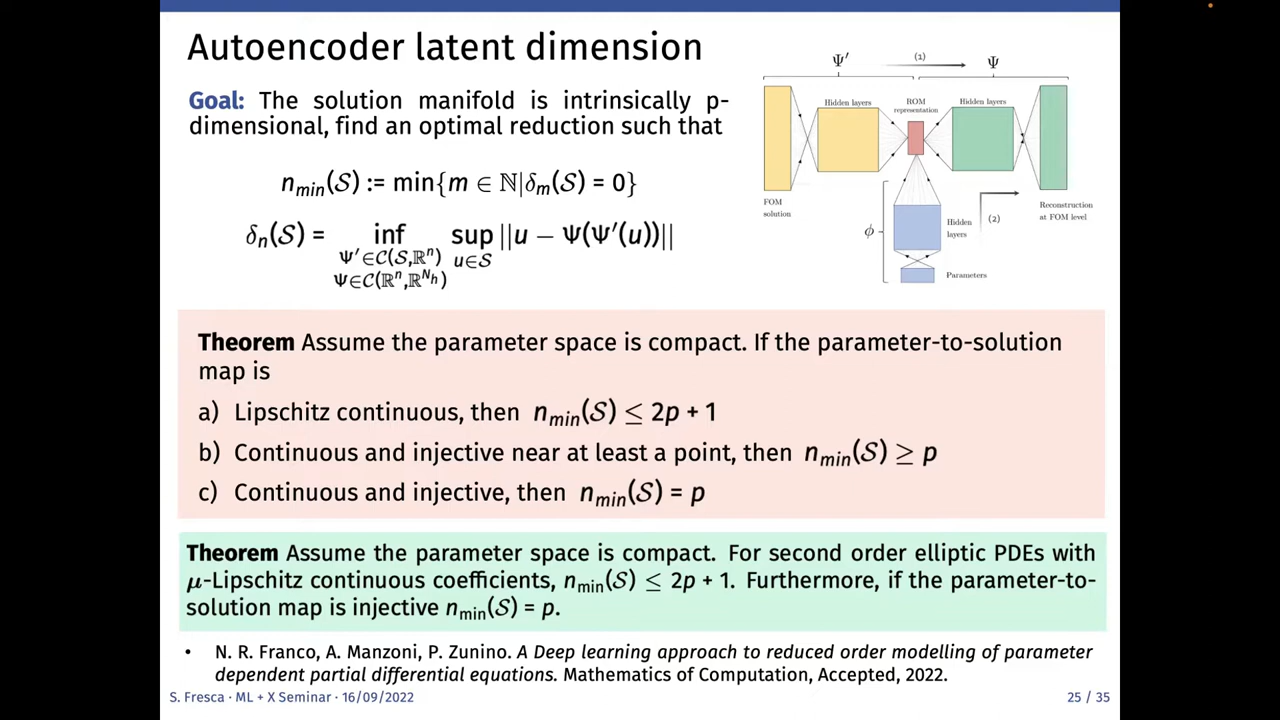 Autoencoder latent dimension
Goal: The solution manifold is intrinsically p-
dimensional, find an optimal reduction such that
n_min(𝒮) := min{m ∈ ℕ|δ_m(𝒮) = 0}
δ_n(𝒮) = inf sup ||u − Ψ(Ψ′(u))||
Ψ′∈𝒞(𝒮,ℝⁿ) u∈𝒮
Ψ∈𝒞(ℝⁿ,ℝ^{N_h})
Ψ′ (1) Ψ
Hidden layers
ROM
representation
Hidden layers
FOM
solution
Reconstruction
at FOM level
(2)
ϕ
Hidden
layers
Parameters
Theorem Assume the parameter space is compact. If the parameter-to-solution
map is
a) Lipschitz continuous, then n_min(𝒮) ≤ 2p + 1
b) Continuous and injective near at least a point, then n_min(𝒮) ≥ p
c) Continuous and injective, then n_min(𝒮) = p
Theorem Assume the parameter space is compact. For second order elliptic PDEs with
μ-Lipschitz continuous coefficients, n_min(𝒮) ≤ 2p + 1. Furthermore, if the parameter-to-
solution map is injective n_min(𝒮) = p.
• N. R. Franco, A. Manzoni, P. Zunino. A Deep learning approach to reduced order modelling of parameter
dependent partial differential equations. Mathematics of Computation, Accepted, 2022.
S. Fresca · ML + X Seminar · 16/09/2022
25 / 35